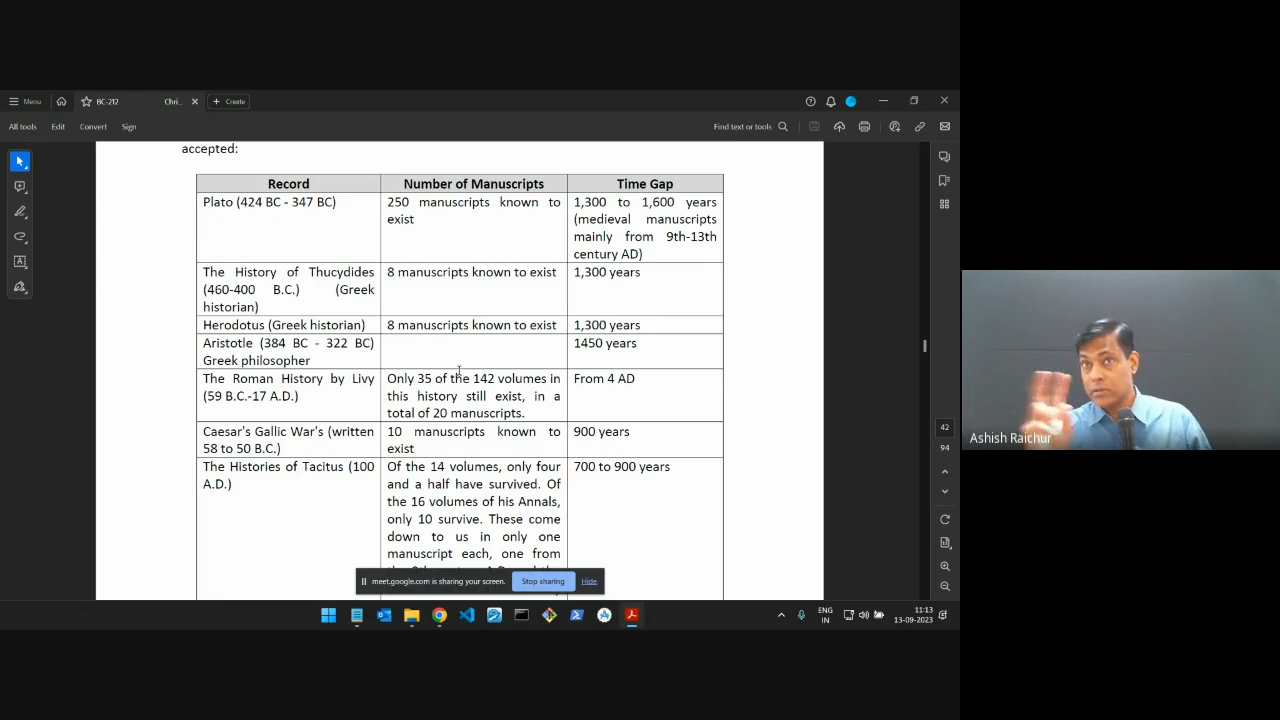 Menu
BC-212
Chri...
Create
All tools
Edit
Convert
Sign
Find text or tools
accepted:
Record
Number of Manuscripts
Time Gap
Plato (424 BC - 347 BC)
250 manuscripts known to
exist
1,300 to 1,600 years
(medieval manuscripts
mainly from 9th-13th
century AD)
The History of Thucydides
(460-400 B.C.) (Greek
historian)
8 manuscripts known to exist
1,300 years
Herodotus (Greek historian)
8 manuscripts known to exist
1,300 years
Aristotle (384 BC - 322 BC)
Greek philosopher
1450 years
The Roman History by Livy
(59 B.C.-17 A.D.)
Only 35 of the 142 volumes in
this history still exist, in a
total of 20 manuscripts.
From 4 AD
Caesar's Gallic War's (written
58 to 50 B.C.)
10 manuscripts known to
exist
900 years
The Histories of Tacitus (100
A.D.)
Of the 14 volumes, only four
and a half have survived. Of
the 16 volumes of his Annals,
only 10 survive. These come
down to us in only one
manuscript each, one from
700 to 900 years
meet.google.com is sharing your screen.
Stop sharing
Hide
42
94
Ashish Raichur
ENG
IN
11:13
13-09-2023